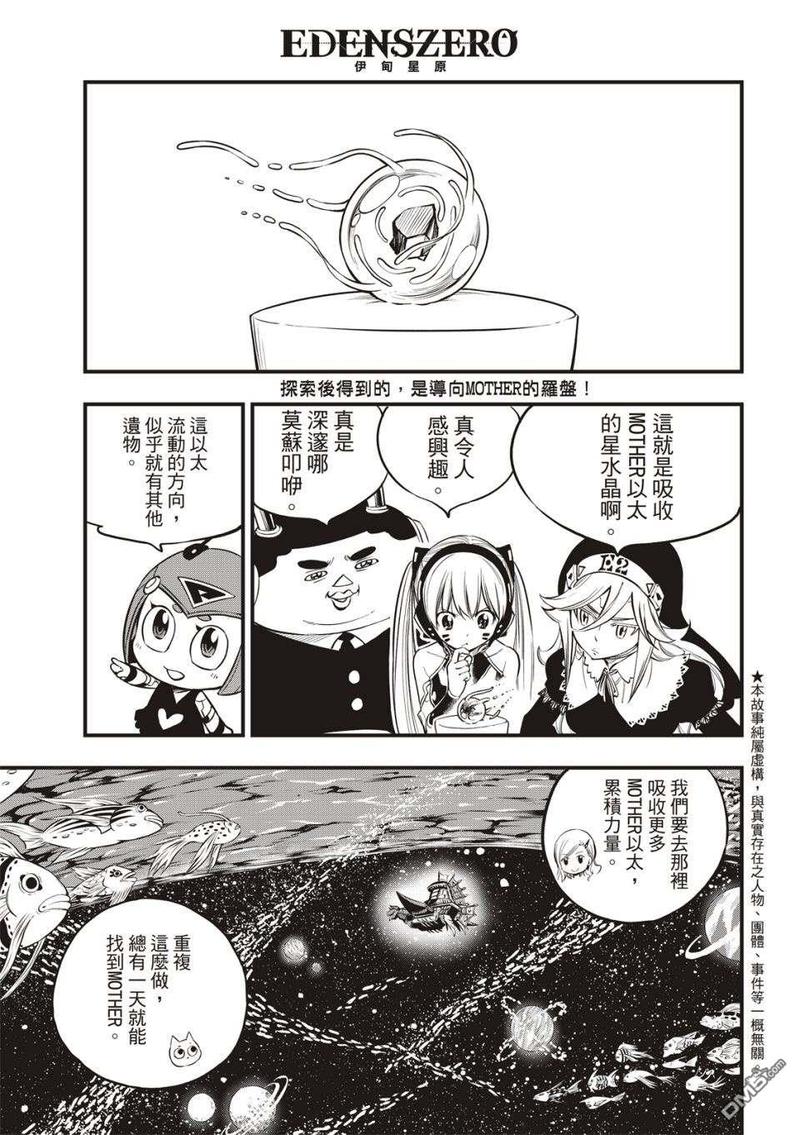 EDENSZERO
伊甸星原
探索後得到的，是導向MOTHER的羅盤！
這就是吸收
MOTHER以太
的星水晶啊。
真令人
感興趣。
真是
深邃哪
莫蘇叩咿。
這以太
流動的方向，
似乎就有其他
遺物。
E2
A
我們要去那裡
吸收更多
MOTHER以太，
累積力量。
重複
這麼做，
總有一天就能
找到MOTHER。
★本故事純屬虛構，與真實存在之人物、團體、事件等一概無關
DM5.com